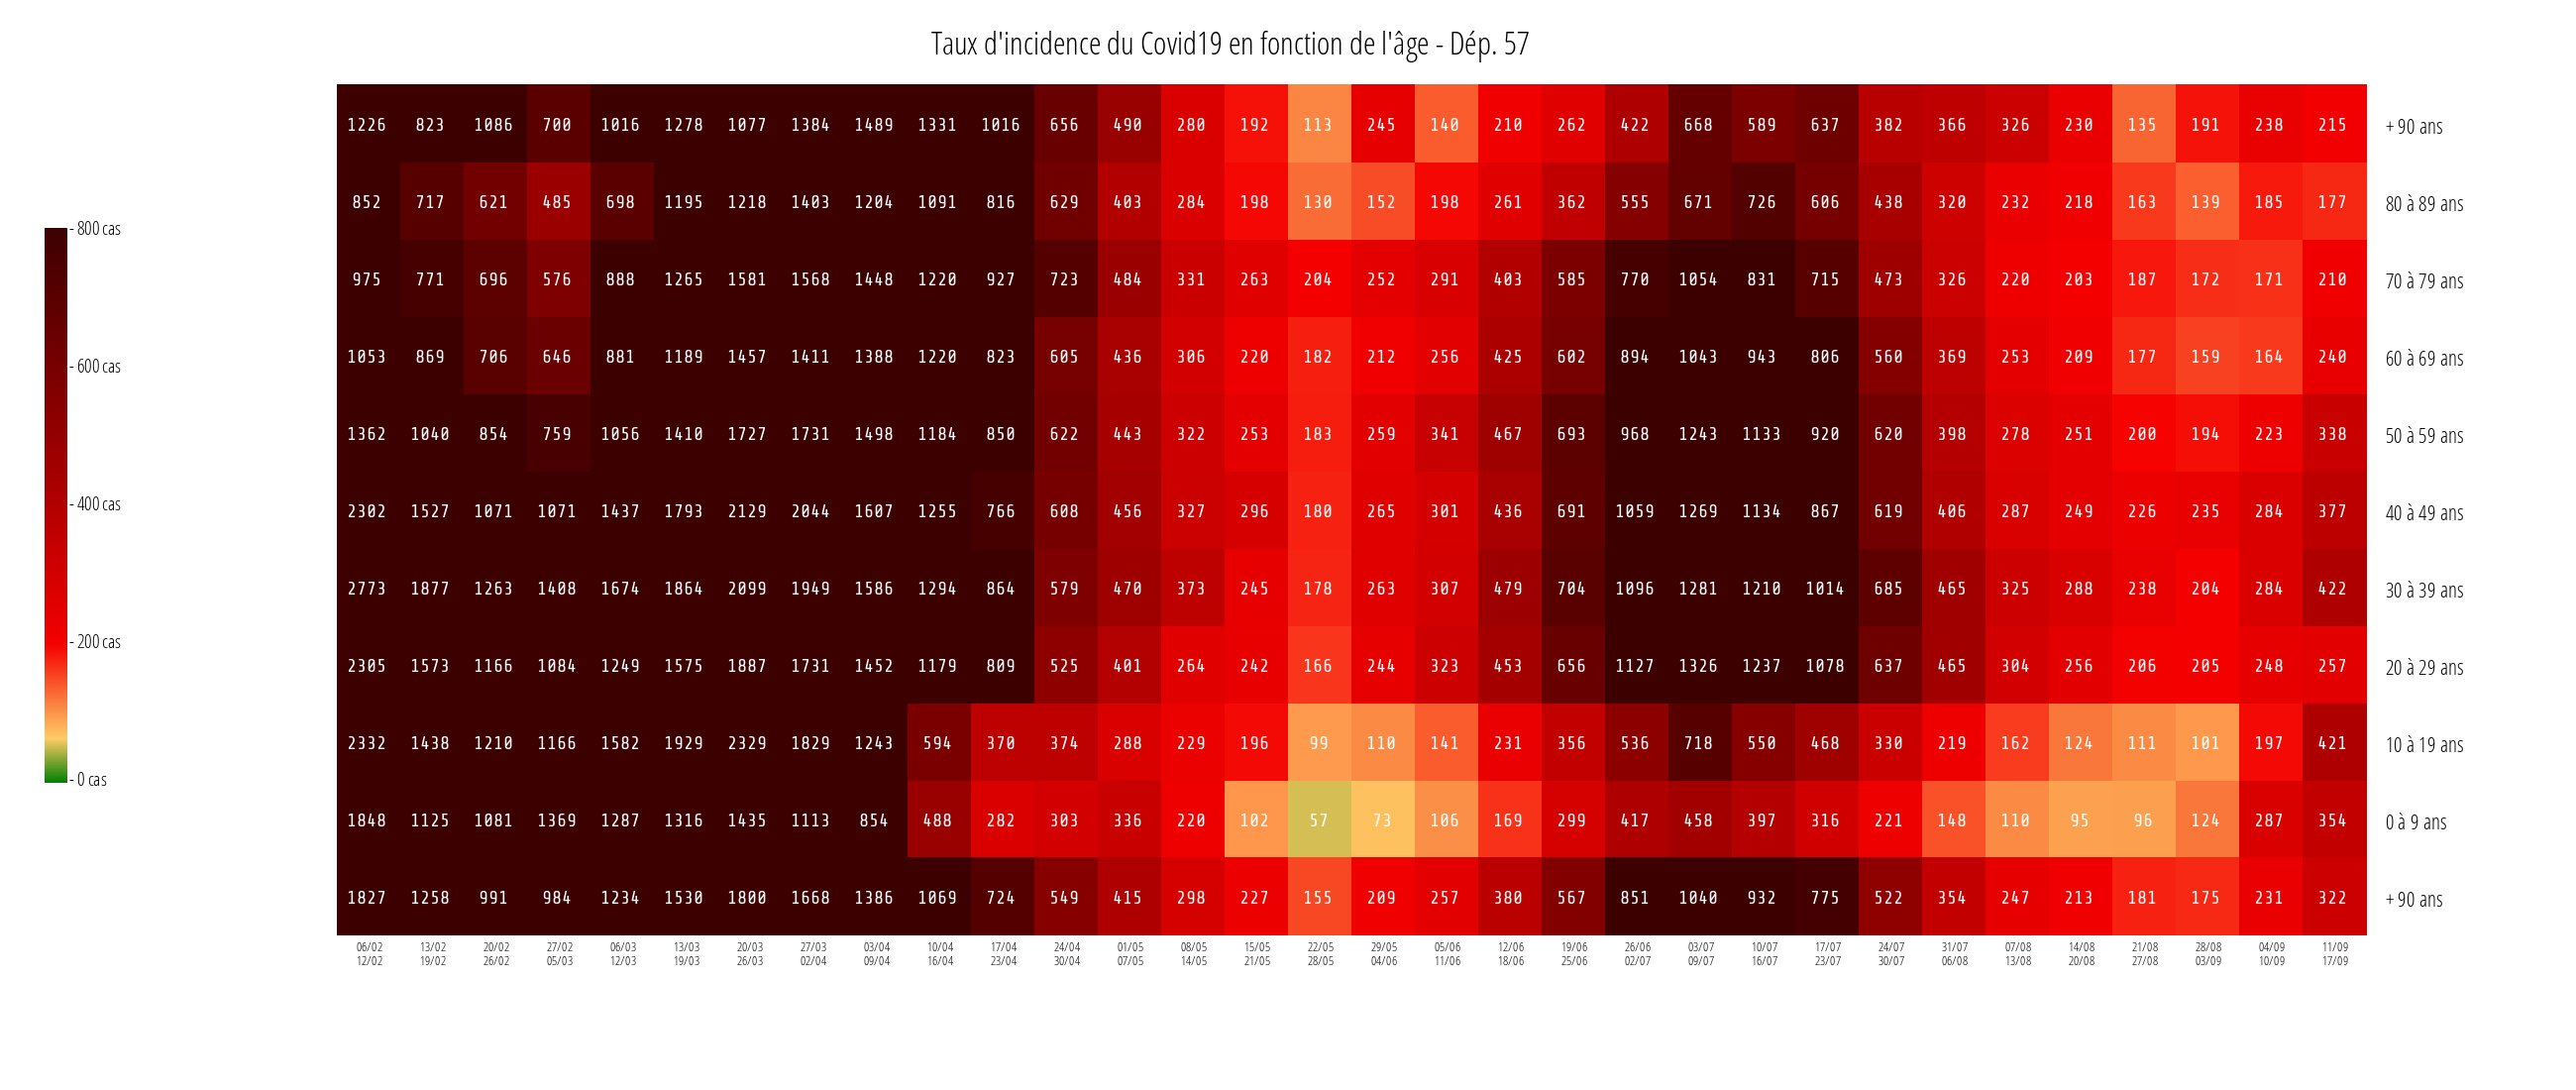 Taux d'incidence du Covid19 en fonction de l'âge - Dép. 57
1226 823 1086 700 1016 1278 1077 1384 1489 1331 1016 656 490 280 192 113 245 140 210 262 422 668 589 637 382 366 326 230 135 191 238 215 + 90 ans
852 717 621 485 698 1195 1218 1403 1204 1091 816 629 403 284 198 130 152 198 261 362 555 671 726 606 438 320 232 218 163 139 185 177 80 à 89 ans
- 800 cas
975 771 696 576 888 1265 1581 1568 1448 1220 927 723 484 331 263 204 252 291 403 585 770 1054 831 715 473 326 220 203 187 172 171 210 70 à 79 ans
1053 869 706 646 881 1189 1457 1411 1388 1220 823 605 436 306 220 182 212 256 425 602 894 1043 943 806 560 369 253 209 177 159 164 240 60 à 69 ans
- 600 cas
1362 1040 854 759 1056 1410 1727 1731 1498 1184 850 622 443 322 253 183 259 341 467 693 968 1243 1133 920 620 398 278 251 200 194 223 338 50 à 59 ans
- 400 cas
2302 1527 1071 1071 1437 1793 2129 2044 1607 1255 766 608 456 327 296 180 265 301 436 691 1059 1269 1134 867 619 406 287 249 226 235 284 377 40 à 49 ans
2773 1877 1263 1408 1674 1864 2099 1949 1586 1294 864 579 470 373 245 178 263 307 479 704 1096 1281 1210 1014 685 465 325 288 238 204 284 422 30 à 39 ans
- 200 cas
2305 1573 1166 1084 1249 1575 1887 1731 1452 1179 809 525 401 264 242 166 244 323 453 656 1127 1326 1237 1078 637 465 304 256 206 205 248 257 20 à 29 ans
2332 1438 1210 1166 1582 1929 2329 1829 1243 594 370 374 288 229 196 99 110 141 231 356 536 718 550 468 330 219 162 124 111 101 197 421 10 à 19 ans
- 0 cas
1848 1125 1081 1369 1287 1316 1435 1113 854 488 282 303 336 220 102 57 73 106 169 299 417 458 397 316 221 148 110 95 96 124 287 354 0 à 9 ans
1827 1258 991 984 1234 1530 1800 1668 1386 1069 724 549 415 298 227 155 209 257 380 567 851 1040 932 775 522 354 247 213 181 175 231 322 + 90 ans
06/02 13/02 20/02 27/02 06/03 13/03 20/03 27/03 03/04 10/04 17/04 24/04 01/05 08/05 15/05 22/05 29/05 05/06 12/06 19/06 26/06 03/07 10/07 17/07 24/07 31/07 07/08 14/08 21/08 28/08 04/09 11/09
12/02 19/02 26/02 05/03 12/03 19/03 26/03 02/04 09/04 16/04 23/04 30/04 07/05 14/05 21/05 28/05 04/06 11/06 18/06 25/06 02/07 09/07 16/07 23/07 30/07 06/08 13/08 20/08 27/08 03/09 10/09 17/09